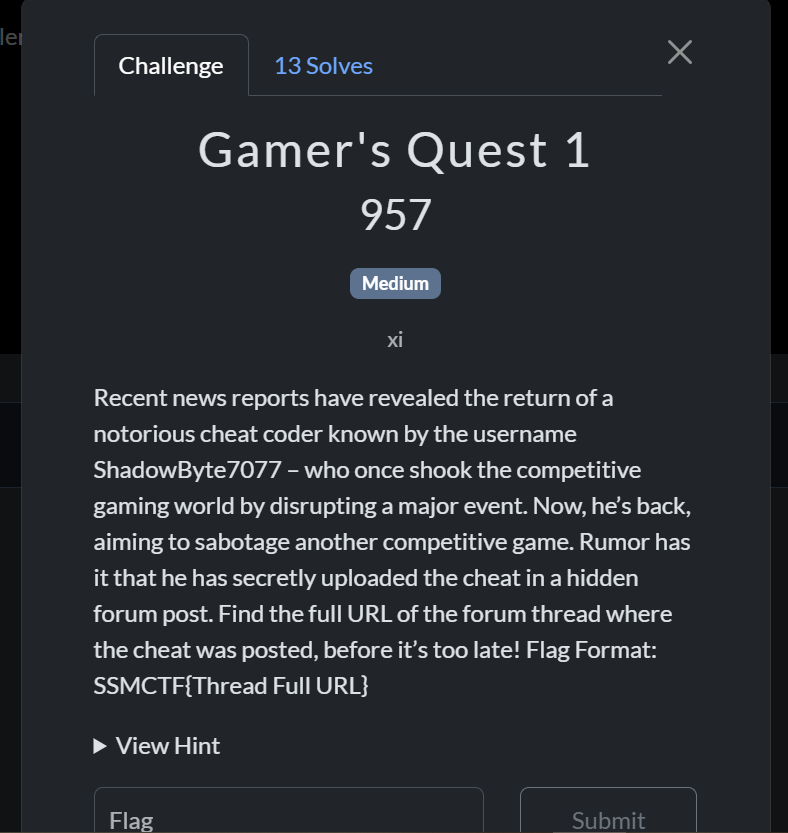 Challenge
13 Solves
Gamer's Quest 1
957
Medium
xi
Recent news reports have revealed the return of a
notorious cheat coder known by the username
ShadowByte7077 – who once shook the competitive
gaming world by disrupting a major event. Now, he’s back,
aiming to sabotage another competitive game. Rumor has
it that he has secretly uploaded the cheat in a hidden
forum post. Find the full URL of the forum thread where
the cheat was posted, before it’s too late! Flag Format:
SSMCTF{Thread Full URL}
▶ View Hint
Flag
Submit